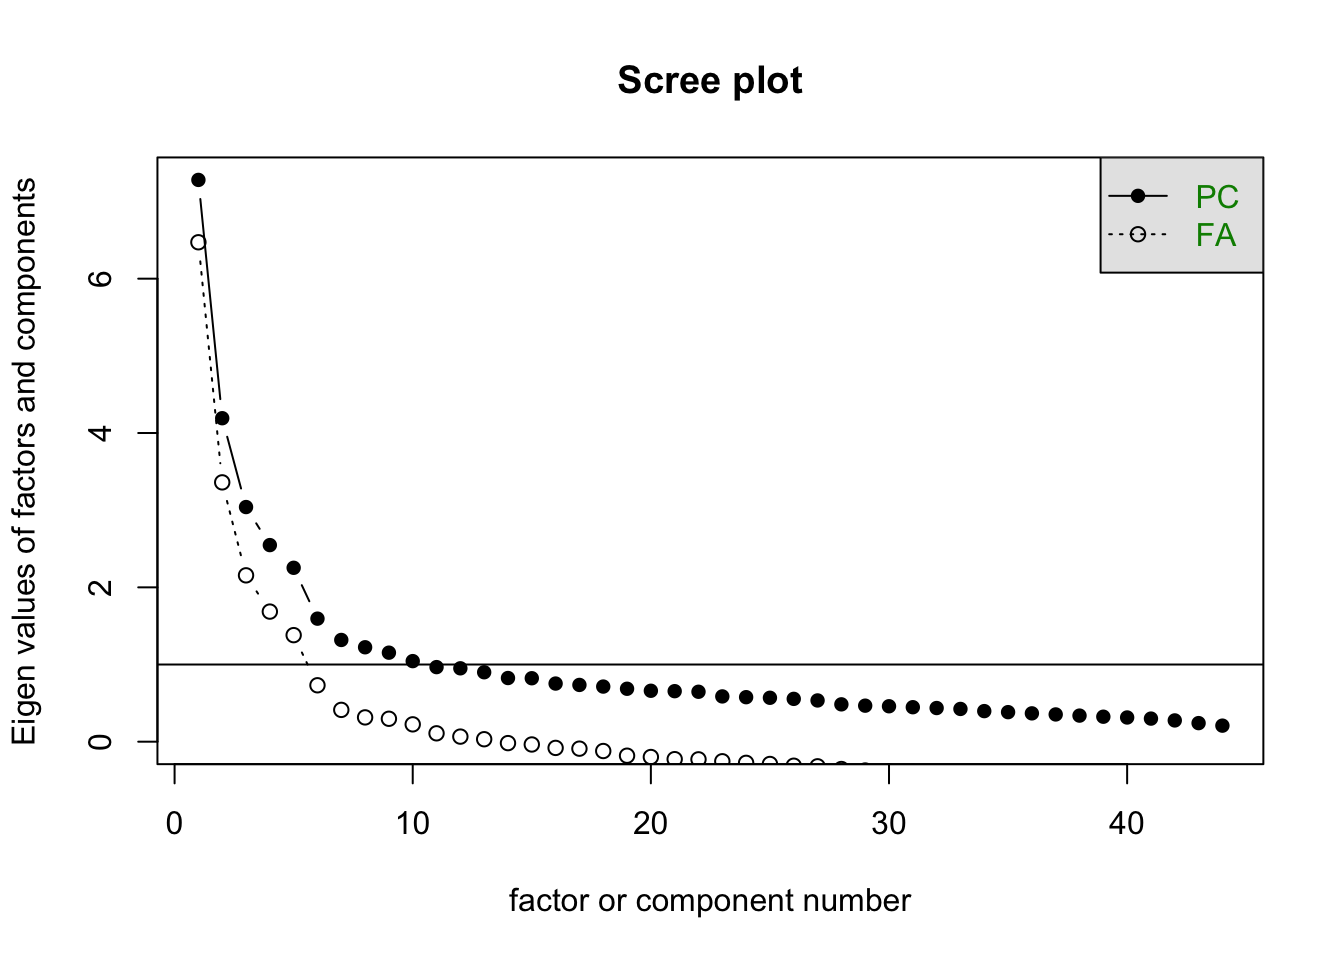 Scree plot
PC
FA
Eigen values of factors and components
6
4
2
0
0 10 20 30 40
factor or component number